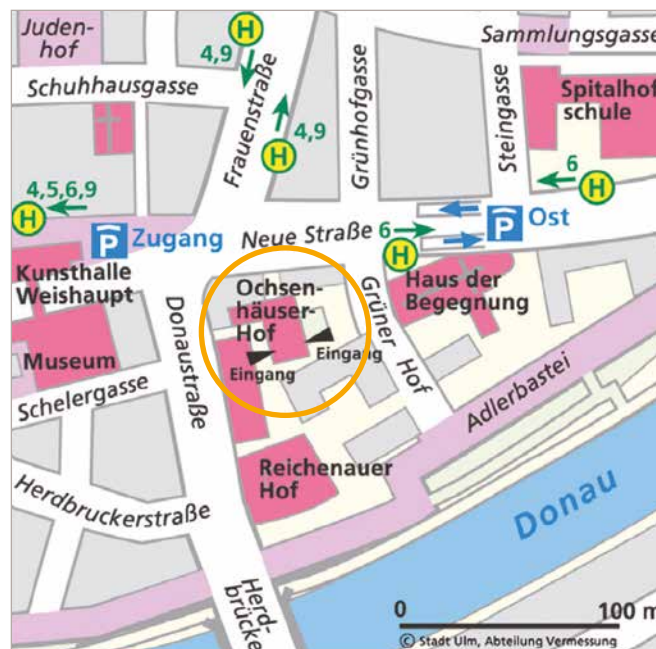 Juden-
hof
H
4,9
Sammlungsgasse
Schuhhausgasse
Spitalhof
schule
H
4,9
Frauenstraße
Grünhofgasse
Steingasse
4,5,6,9
H
6
H
P
Zugang
Neue Straße
6
H
P
Ost
Kunsthalle
Weishaupt
Ochsen-
häuser-
Hof
Haus der
Begegnung
Grüner Hof
Museum
Donaustraße
Eingang
Eingang
Schelergasse
Adlerbastei
Reichenauer
Hof
Herdbruckerstraße
Donau
Herd-
brücke
0
100 m
© Stadt Ulm, Abteilung Vermessung